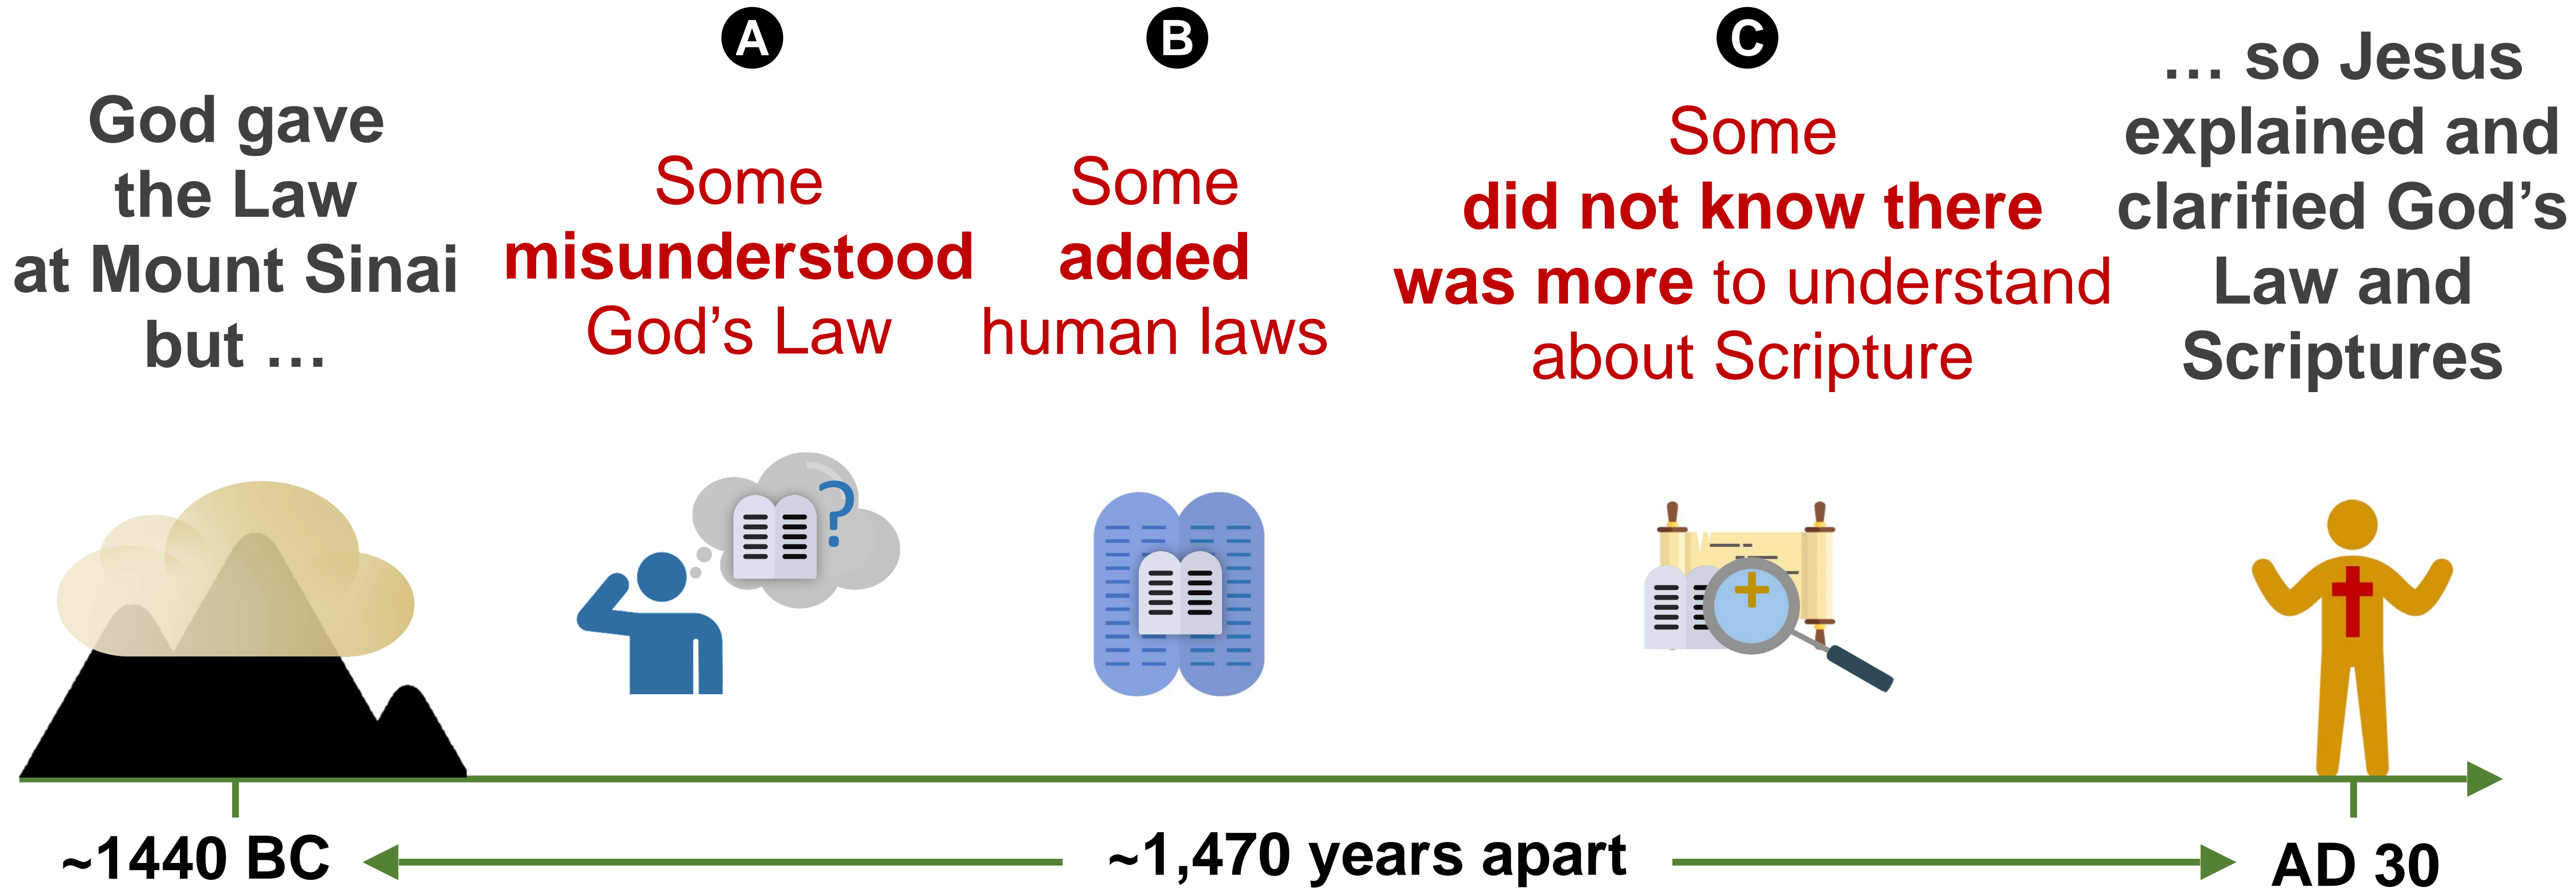 God gave
the Law
at Mount Sinai
but …
A
Some
misunderstood
God’s Law
B
Some
added
human laws
C
Some
did not know there
was more to understand
about Scripture
… so Jesus
explained and
clarified God’s
Law and
Scriptures
?
~1440 BC
~1,470 years apart
AD 30